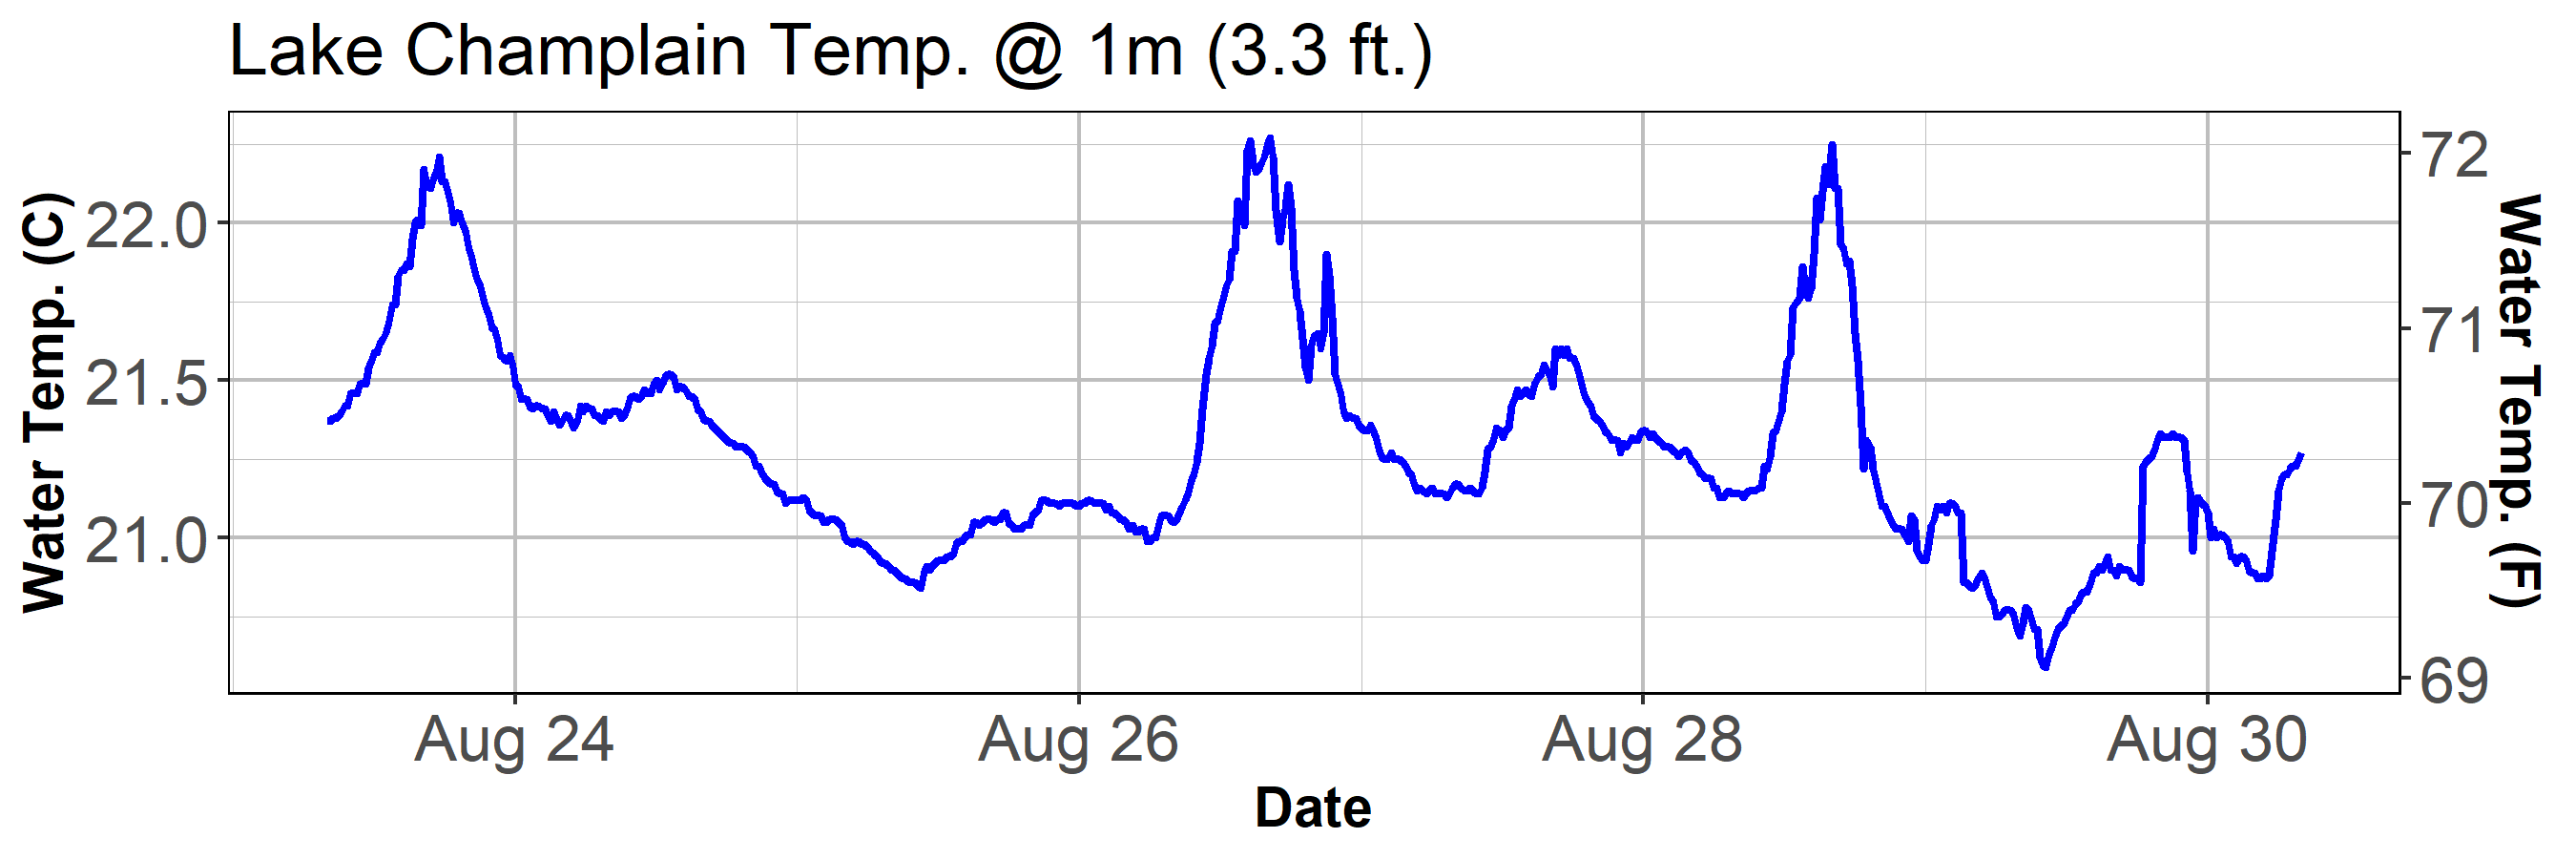 Lake Champlain Temp. @ 1m (3.3 ft.)
Water Temp. (C)
22.0
21.5
21.0
72
71
70
69
Water Temp. (F)
Aug 24 Aug 26 Aug 28 Aug 30
Date